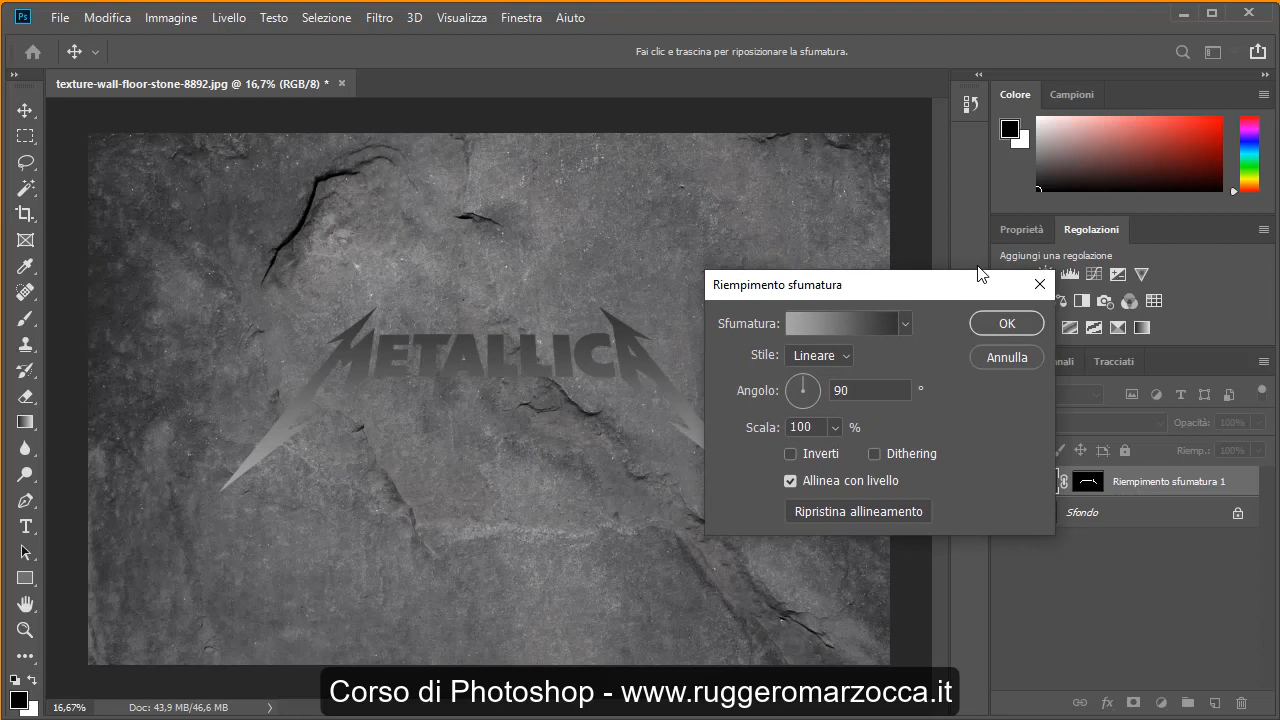 Ps File Modifica Immagine Livello Testo Selezione Filtro 3D Visualizza Finestra Aiuto
Fai clic e trascina per riposizionare la sfumatura.
texture-wall-floor-stone-8892.jpg @ 16,7% (RGB/8) *
Colore Campioni
Proprietà Regolazioni
Aggiungi una regolazione
METALLICA
Riempimento sfumatura
Sfumatura: OK
Stile: Lineare Annulla
Angolo: 90 °
Scala: 100 %
Inverti Dithering
Allinea con livello
Ripristina allineamento
Tracciati
Opacità: 100%
Riemp.: 100%
Riempimento sfumatura 1
Sfondo
16,67% Doc: 43,9 MB/46,6 MB
Corso di Photoshop - www.ruggeromarzocca.it